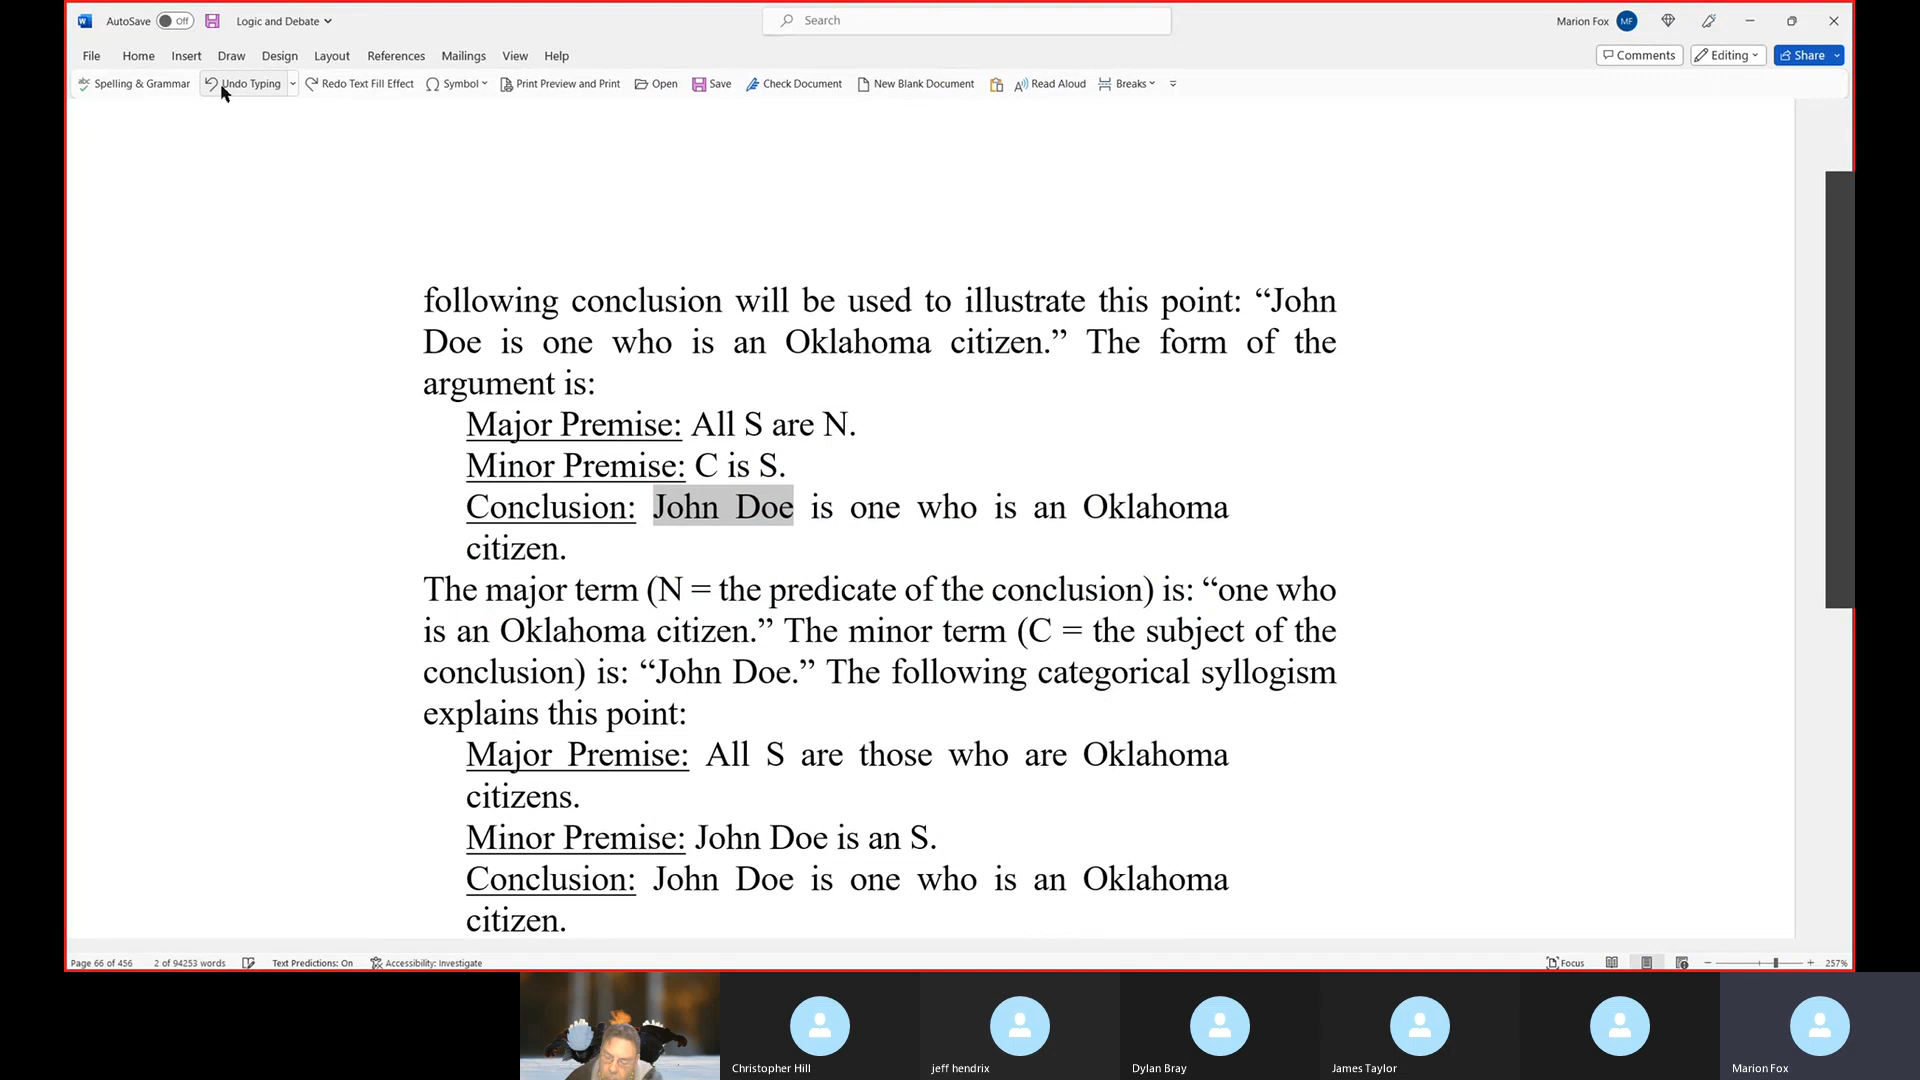 AutoSave Off Logic and Debate Search Marion Fox MF
File Home Insert Draw Design Layout References Mailings View Help Comments Editing Share
Spelling & Grammar Undo Typing Redo Text Fill Effect Symbol Print Preview and Print Open Save Check Document New Blank Document Read Aloud Breaks
following conclusion will be used to illustrate this point: “John
Doe is one who is an Oklahoma citizen.” The form of the
argument is:
Major Premise: All S are N.
Minor Premise: C is S.
Conclusion: John Doe is one who is an Oklahoma
citizen.
The major term (N = the predicate of the conclusion) is: “one who
is an Oklahoma citizen.” The minor term (C = the subject of the
conclusion) is: “John Doe.” The following categorical syllogism
explains this point:
Major Premise: All S are those who are Oklahoma
citizens.
Minor Premise: John Doe is an S.
Conclusion: John Doe is one who is an Oklahoma
citizen.
Page 66 of 456 2 of 94253 words Text Predictions: On Accessibility: Investigate Focus 257%
Christopher Hill jeff hendrix Dylan Bray James Taylor Marion Fox